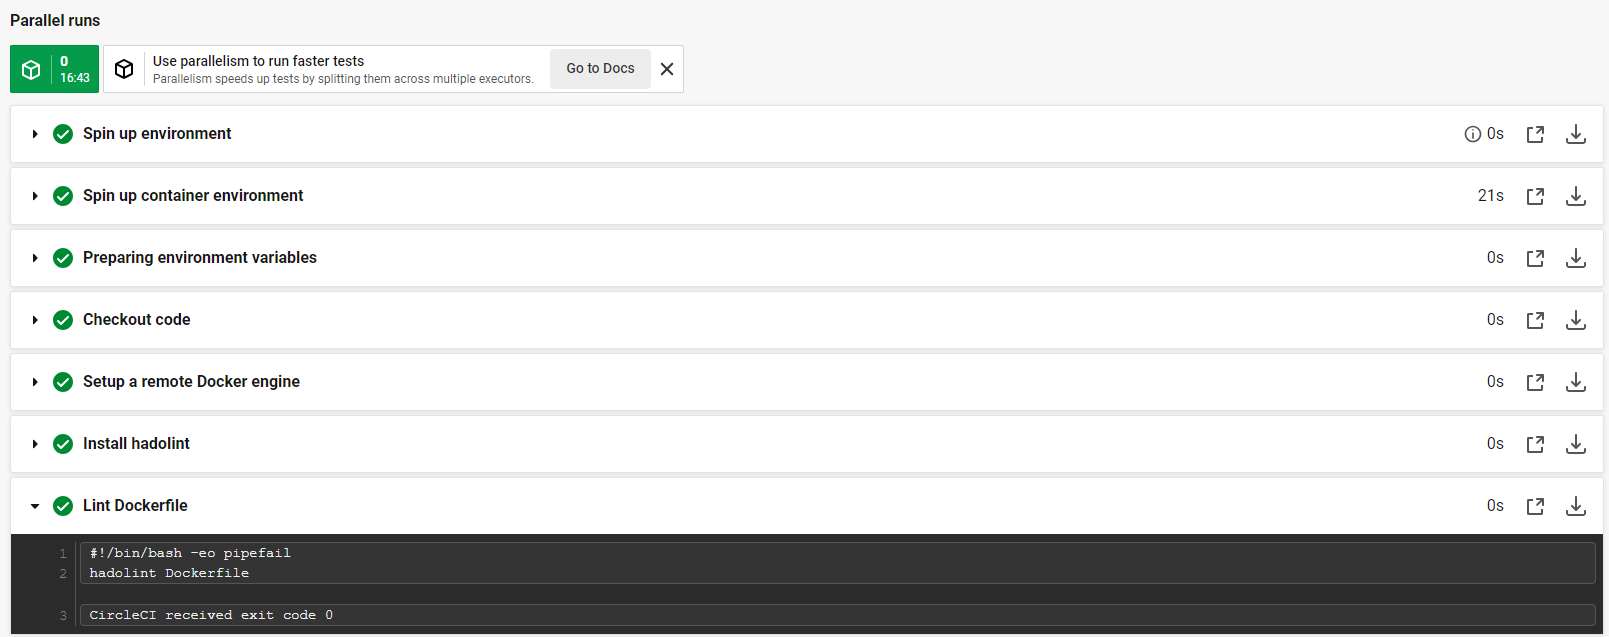 Parallel runs
0
16:43
Use parallelism to run faster tests
Parallelism speeds up tests by splitting them across multiple executors.
Go to Docs
Spin up environment 0s
Spin up container environment 21s
Preparing environment variables 0s
Checkout code 0s
Setup a remote Docker engine 0s
Install hadolint 0s
Lint Dockerfile 0s
1 #!/bin/bash -eo pipefail
2 hadolint Dockerfile
3 CircleCI received exit code 0